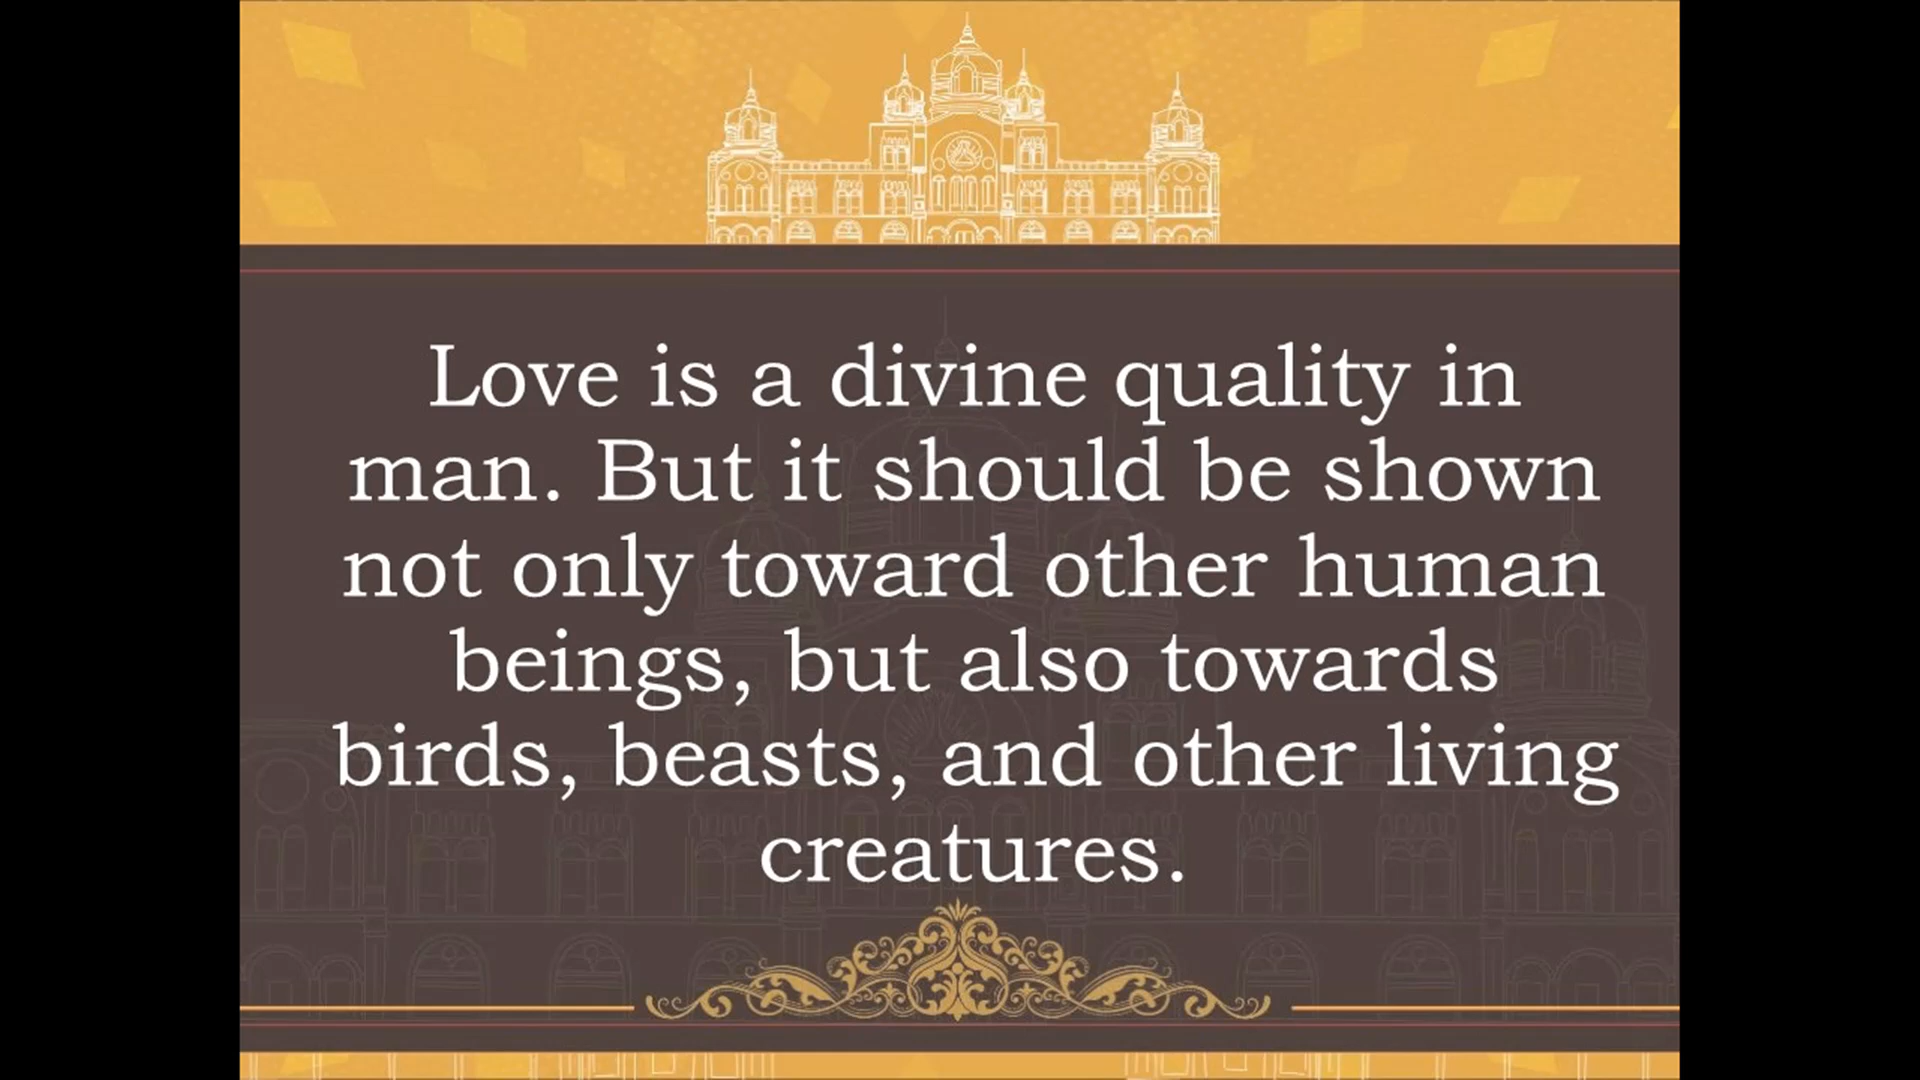 Love is a divine quality in
man. But it should be shown
not only toward other human
beings, but also towards
birds, beasts, and other living
creatures.